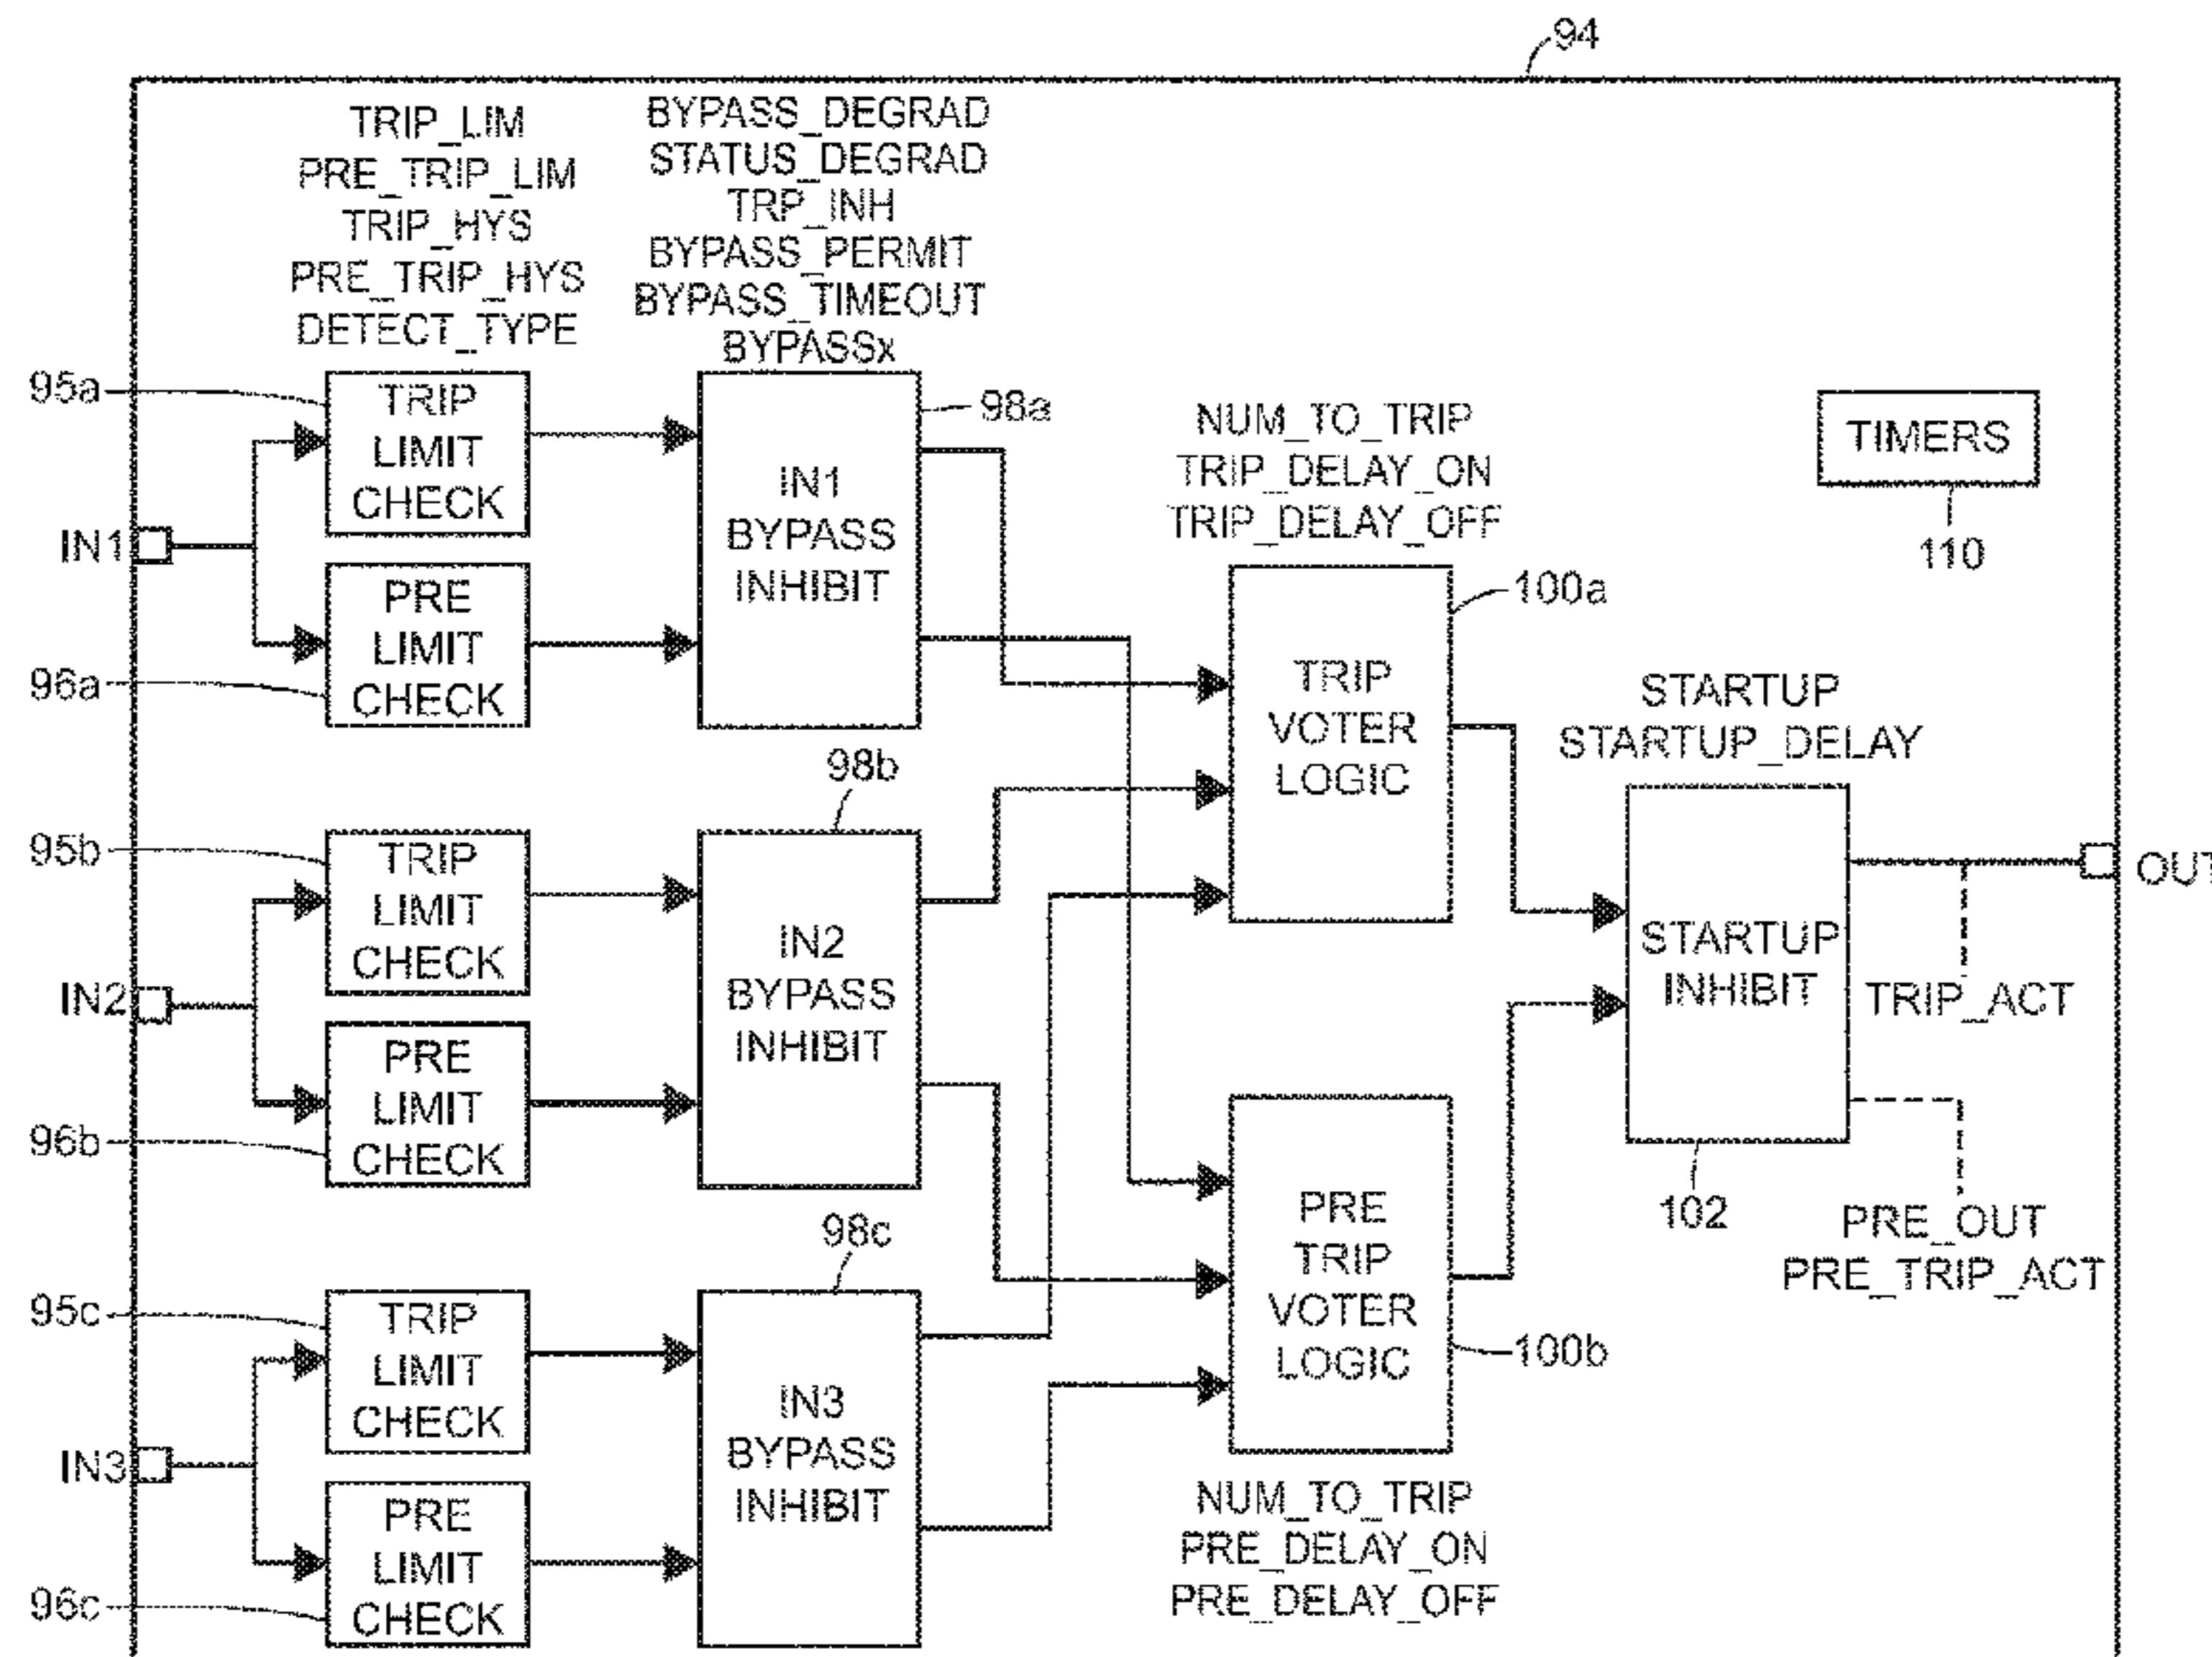 94
TRIP_LIM
PRE_TRIP_LIM
TRIP_HYS
PRE_TRIP_HYS
DETECT_TYPE
BYPASS_DEGRAD
STATUS_DEGRAD
TRP_INH
BYPASS_PERMIT
BYPASS_TIMEOUT
BYPASSx
95a
TRIP
LIMIT
CHECK
IN1
PRE
LIMIT
CHECK
96a
IN1
BYPASS
INHIBIT
98a
NUM_TO_TRIP
TRIP_DELAY_ON
TRIP_DELAY_OFF
TIMERS
110
100a
TRIP
VOTER
LOGIC
STARTUP
STARTUP_DELAY
95b
TRIP
LIMIT
CHECK
IN2
PRE
LIMIT
CHECK
96b
98b
IN2
BYPASS
INHIBIT
STARTUP
INHIBIT
102
OUT
TRIP_ACT
PRE_OUT
PRE_TRIP_ACT
PRE
TRIP
VOTER
LOGIC
100b
NUM_TO_TRIP
PRE_DELAY_ON
PRE_DELAY_OFF
95c
TRIP
LIMIT
CHECK
IN3
PRE
LIMIT
CHECK
96c
98c
IN3
BYPASS
INHIBIT